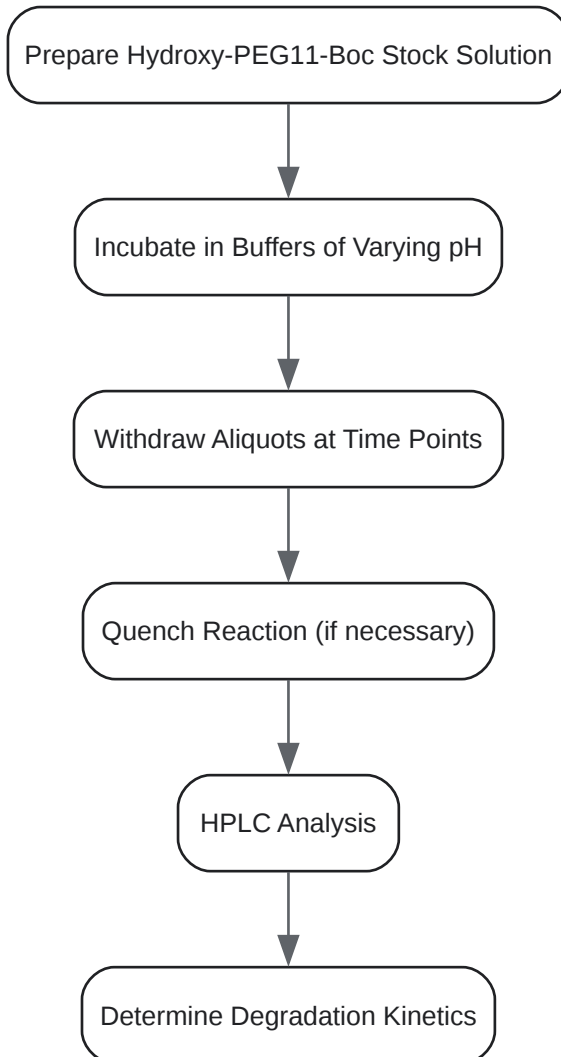 Prepare Hydroxy-PEG11-Boc Stock Solution
Incubate in Buffers of Varying pH
Withdraw Aliquots at Time Points
Quench Reaction (if necessary)
HPLC Analysis
Determine Degradation Kinetics